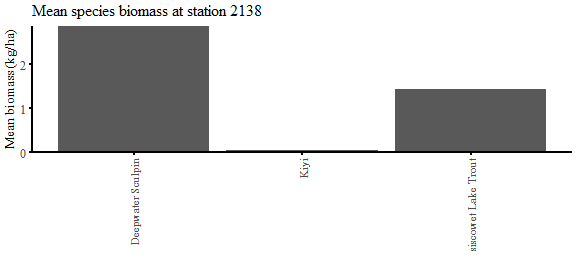 Mean species biomass at station 2138
Mean biomass (kg/ha)
2
1
0
Deepwater Sculpin
Kiyi
siscowet Lake Trout